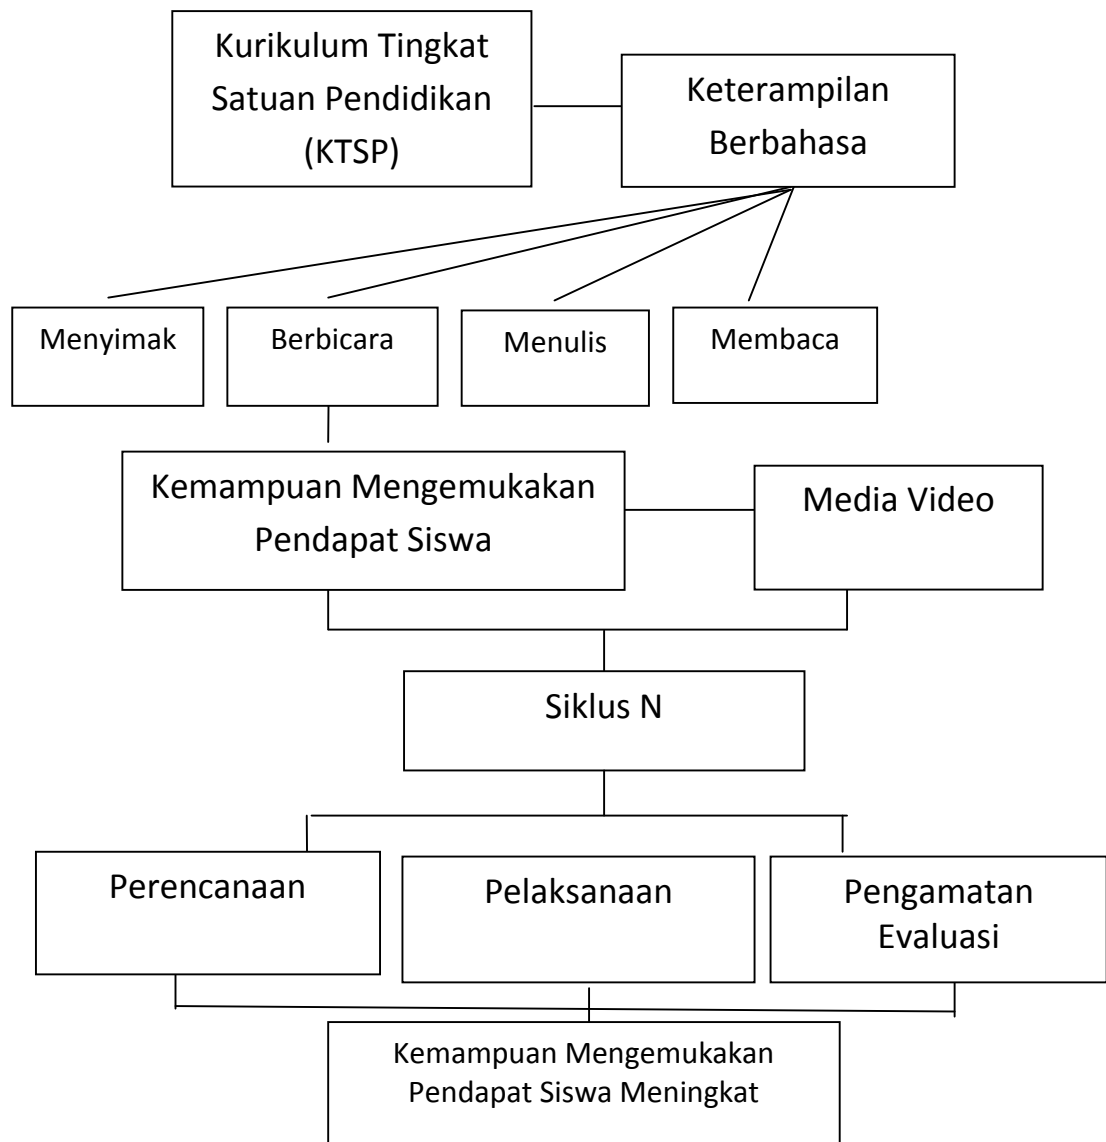 Kurikulum Tingkat
Satuan Pendidikan
(KTSP)
Keterampilan
Berbahasa
Menyimak
Berbicara
Menulis
Membaca
Kemampuan Mengemukakan
Pendapat Siswa
Media Video
Siklus N
Perencanaan
Pelaksanaan
Pengamatan
Evaluasi
Kemampuan Mengemukakan
Pendapat Siswa Meningkat